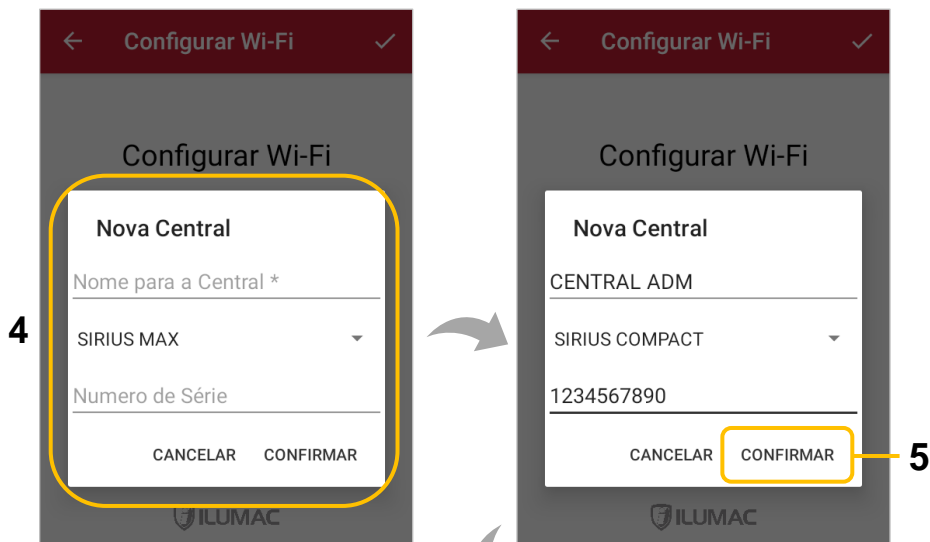 Configurar Wi-Fi
Configurar Wi-Fi
4
Nova Central
Nome para a Central *
SIRIUS MAX
Numero de Série
CANCELAR CONFIRMAR
ILUMAC
Configurar Wi-Fi
Configurar Wi-Fi
Nova Central
CENTRAL ADM
SIRIUS COMPACT
1234567890
CANCELAR CONFIRMAR
5
ILUMAC